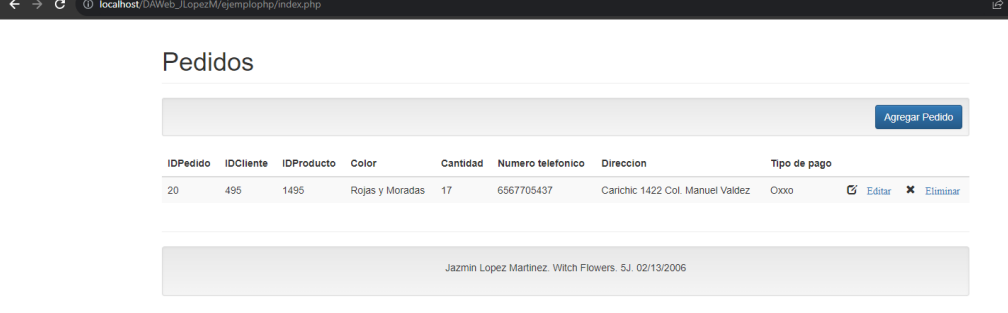 localhost/DAWeb_JLopezM/ejemplophp/index.php
Pedidos
Agregar Pedido
IDPedido IDCliente IDProducto Color Cantidad Numero telefonico Direccion Tipo de pago
20 495 1495 Rojas y Moradas 17 6567705437 Carichic 1422 Col. Manuel Valdez Oxxo Editar Eliminar
Jazmin Lopez Martinez. Witch Flowers. 5J. 02/13/2006